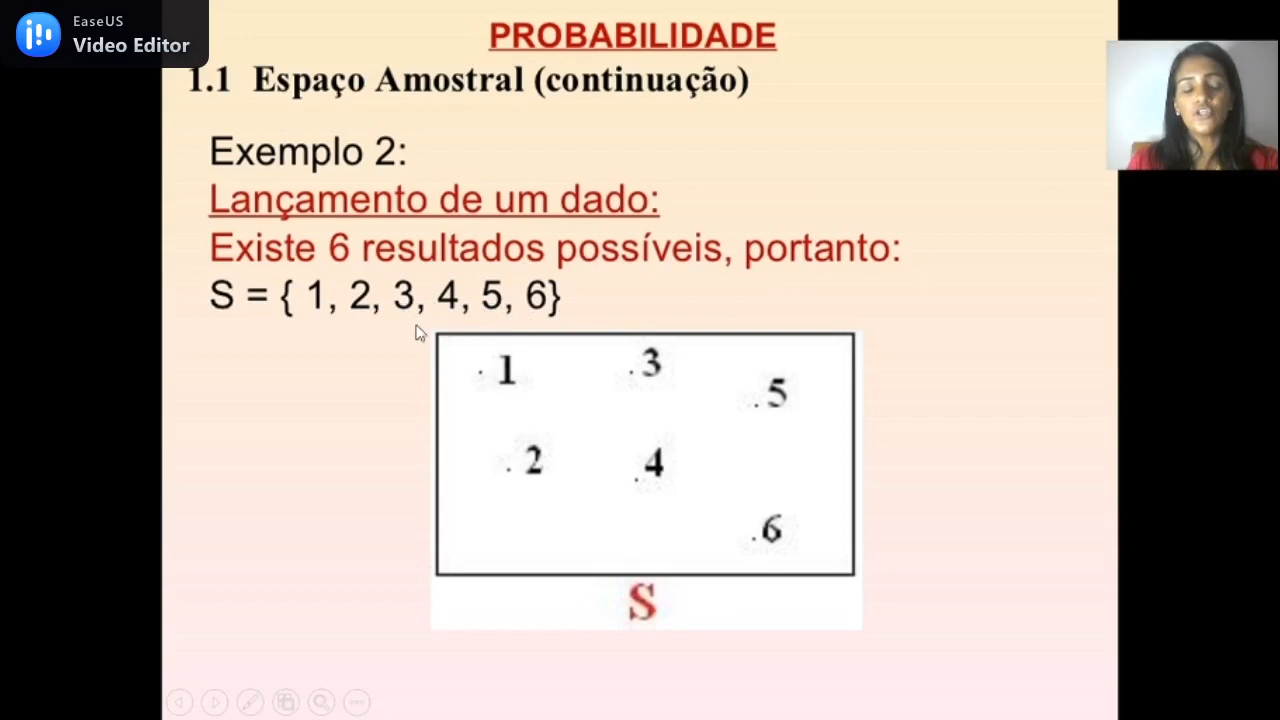 EaseUS
Video Editor
PROBABILIDADE
1.1 Espaço Amostral (continuação)
Exemplo 2:
Lançamento de um dado:
Existe 6 resultados possíveis, portanto:
S = { 1, 2, 3, 4, 5, 6}
. 1
. 3
. 5
. 2
. 4
. 6
S